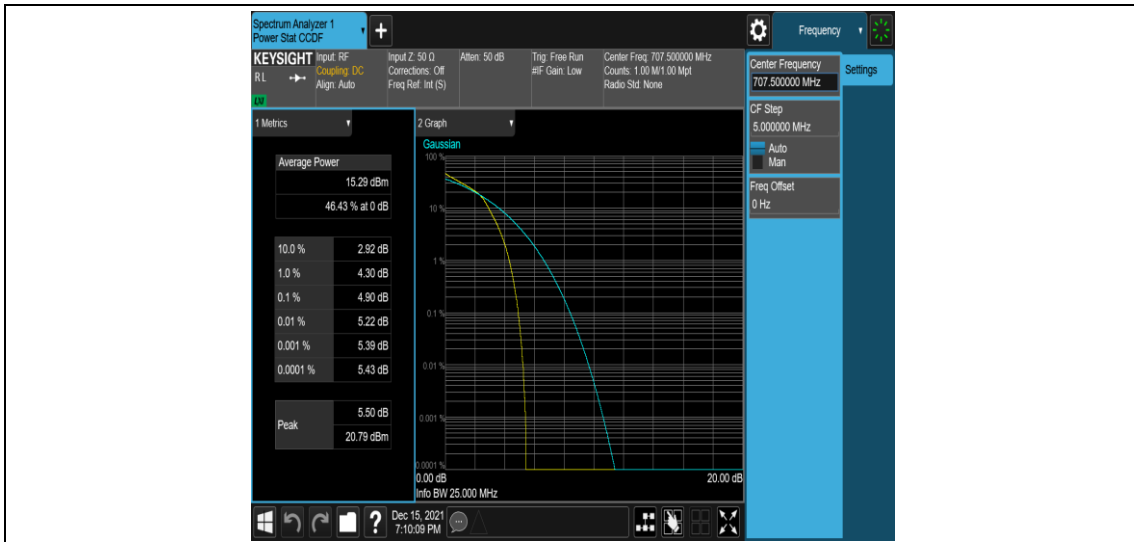 Spectrum Analyzer 1
Power Stat CCDF
Frequency
KEYSIGHT
RL
Input: RF
Coupling: DC
Align: Auto
Input Z: 50 Ω
Corrections: Off
Freq Ref: Int (S)
Atten: 50 dB
Trig: Free Run
#IF Gain: Low
Center Freq: 707.500000 MHz
Counts: 1.00 M/1.00 Mpt
Radio Std: None
Center Frequency
707.500000 MHz
Settings
CF Step
5.000000 MHz
Auto
Man
Freq Offset
0 Hz
1 Metrics
Average Power
15.29 dBm
46.43 % at 0 dB
10.0 % 2.92 dB
1.0 % 4.30 dB
0.1 % 4.90 dB
0.01 % 5.22 dB
0.001 % 5.39 dB
0.0001 % 5.43 dB
Peak
5.50 dB
20.79 dBm
2 Graph
Gaussian
100 %
10 %
1 %
0.1 %
0.01 %
0.001 %
0.0001 %
0.00 dB
20.00 dB
Info BW 25.000 MHz
?
Dec 15, 2021
7:10:09 PM